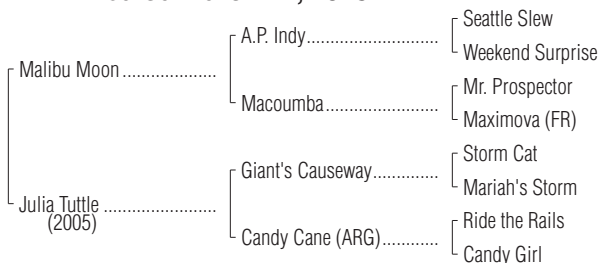 Seattle Slew
A.P. Indy
Weekend Surprise
Malibu Moon
Mr. Prospector
Macoumba
Maximova (FR)
Storm Cat
Giant's Causeway
Mariah's Storm
Julia Tuttle
(2005)
Ride the Rails
Candy Cane (ARG)
Candy Girl